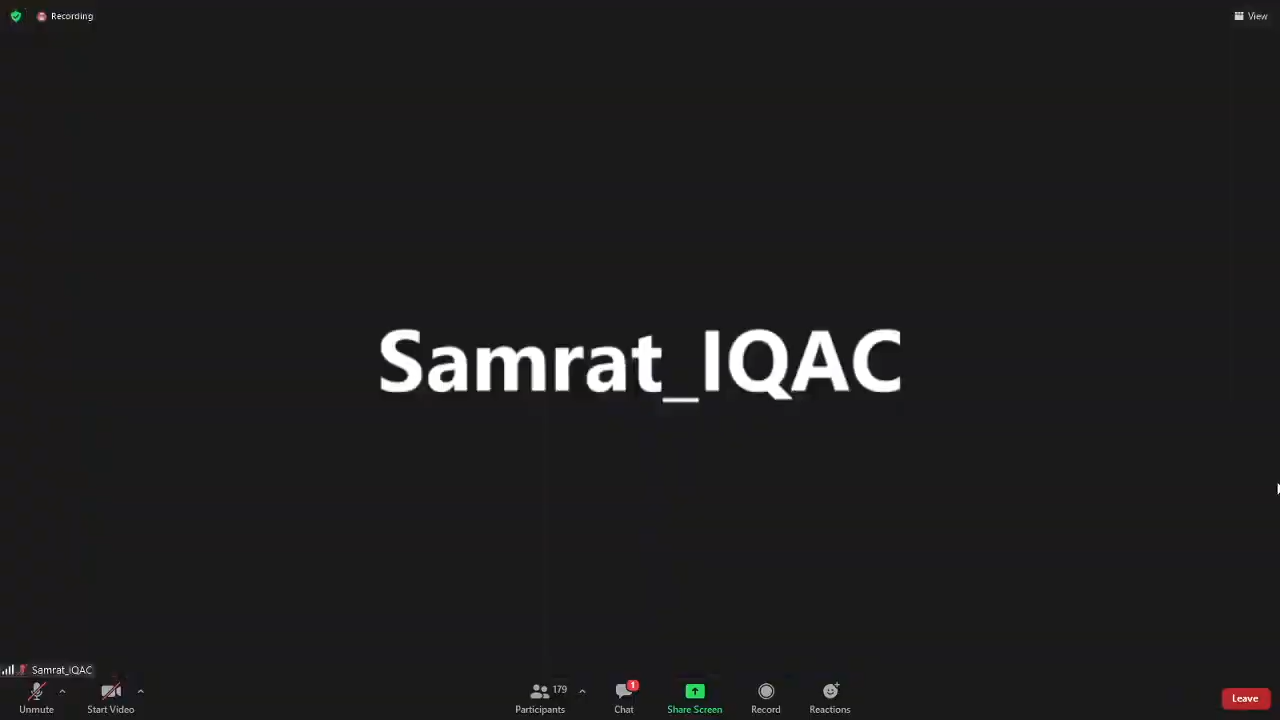 Recording
View
Samrat_IQAC
Samrat_IQAC
Unmute
Start Video
179
Participants
1
Chat
Share Screen
Record
Reactions
Leave